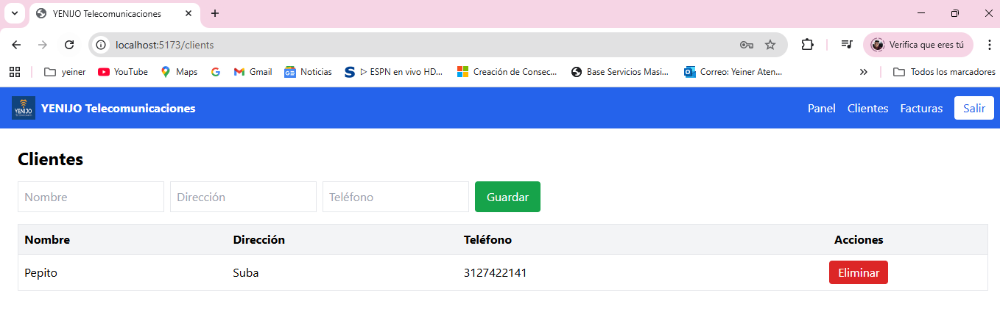 YENIJO Telecomunicaciones
localhost:5173/clients
Verifica que eres tú
yeiner YouTube Maps Gmail Noticias ▷ ESPN en vivo HD... Creación de Consec... Base Servicios Masi... Correo: Yeiner Aten... » Todos los marcadores
YENIJO YENIJO Telecomunicaciones Panel Clientes Facturas Salir
Clientes
Nombre Dirección Teléfono Guardar
Nombre Dirección Teléfono Acciones
Pepito Suba 3127422141 Eliminar